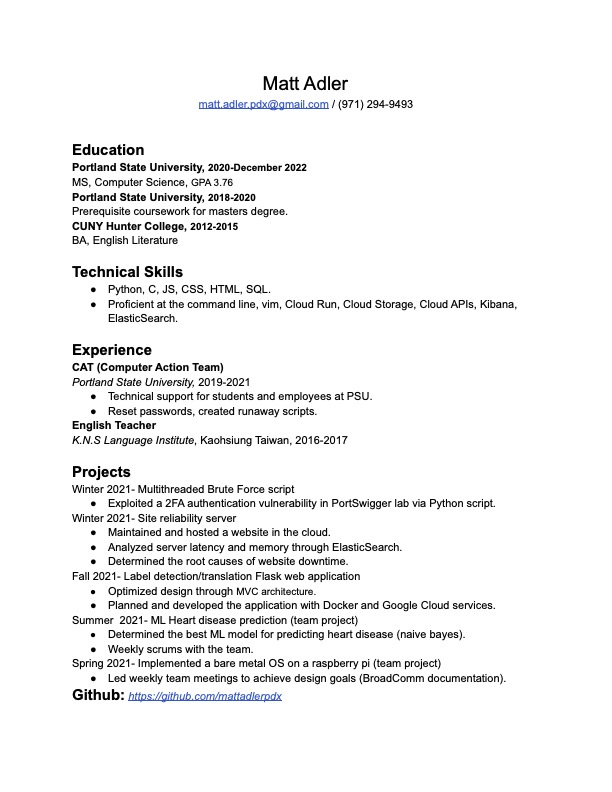 Matt Adler
matt.adler.pdx@gmail.com / (971) 294-9493
Education
Portland State University, 2020-December 2022
MS, Computer Science, GPA 3.76
Portland State University, 2018-2020
Prerequisite coursework for masters degree.
CUNY Hunter College, 2012-2015
BA, English Literature
Technical Skills
● Python, C, JS, CSS, HTML, SQL.
● Proficient at the command line, vim, Cloud Run, Cloud Storage, Cloud APIs, Kibana,
ElasticSearch.
Experience
CAT (Computer Action Team)
Portland State University, 2019-2021
● Technical support for students and employees at PSU.
● Reset passwords, created runaway scripts.
English Teacher
K.N.S Language Institute, Kaohsiung Taiwan, 2016-2017
Projects
Winter 2021- Multithreaded Brute Force script
● Exploited a 2FA authentication vulnerability in PortSwigger lab via Python script.
Winter 2021- Site reliability server
● Maintained and hosted a website in the cloud.
● Analyzed server latency and memory through ElasticSearch.
● Determined the root causes of website downtime.
Fall 2021- Label detection/translation Flask web application
● Optimized design through MVC architecture.
● Planned and developed the application with Docker and Google Cloud services.
Summer  2021- ML Heart disease prediction (team project)
● Determined the best ML model for predicting heart disease (naive bayes).
● Weekly scrums with the team.
Spring 2021- Implemented a bare metal OS on a raspberry pi (team project)
● Led weekly team meetings to achieve design goals (BroadComm documentation).
Github: https://github.com/mattadlerpdx